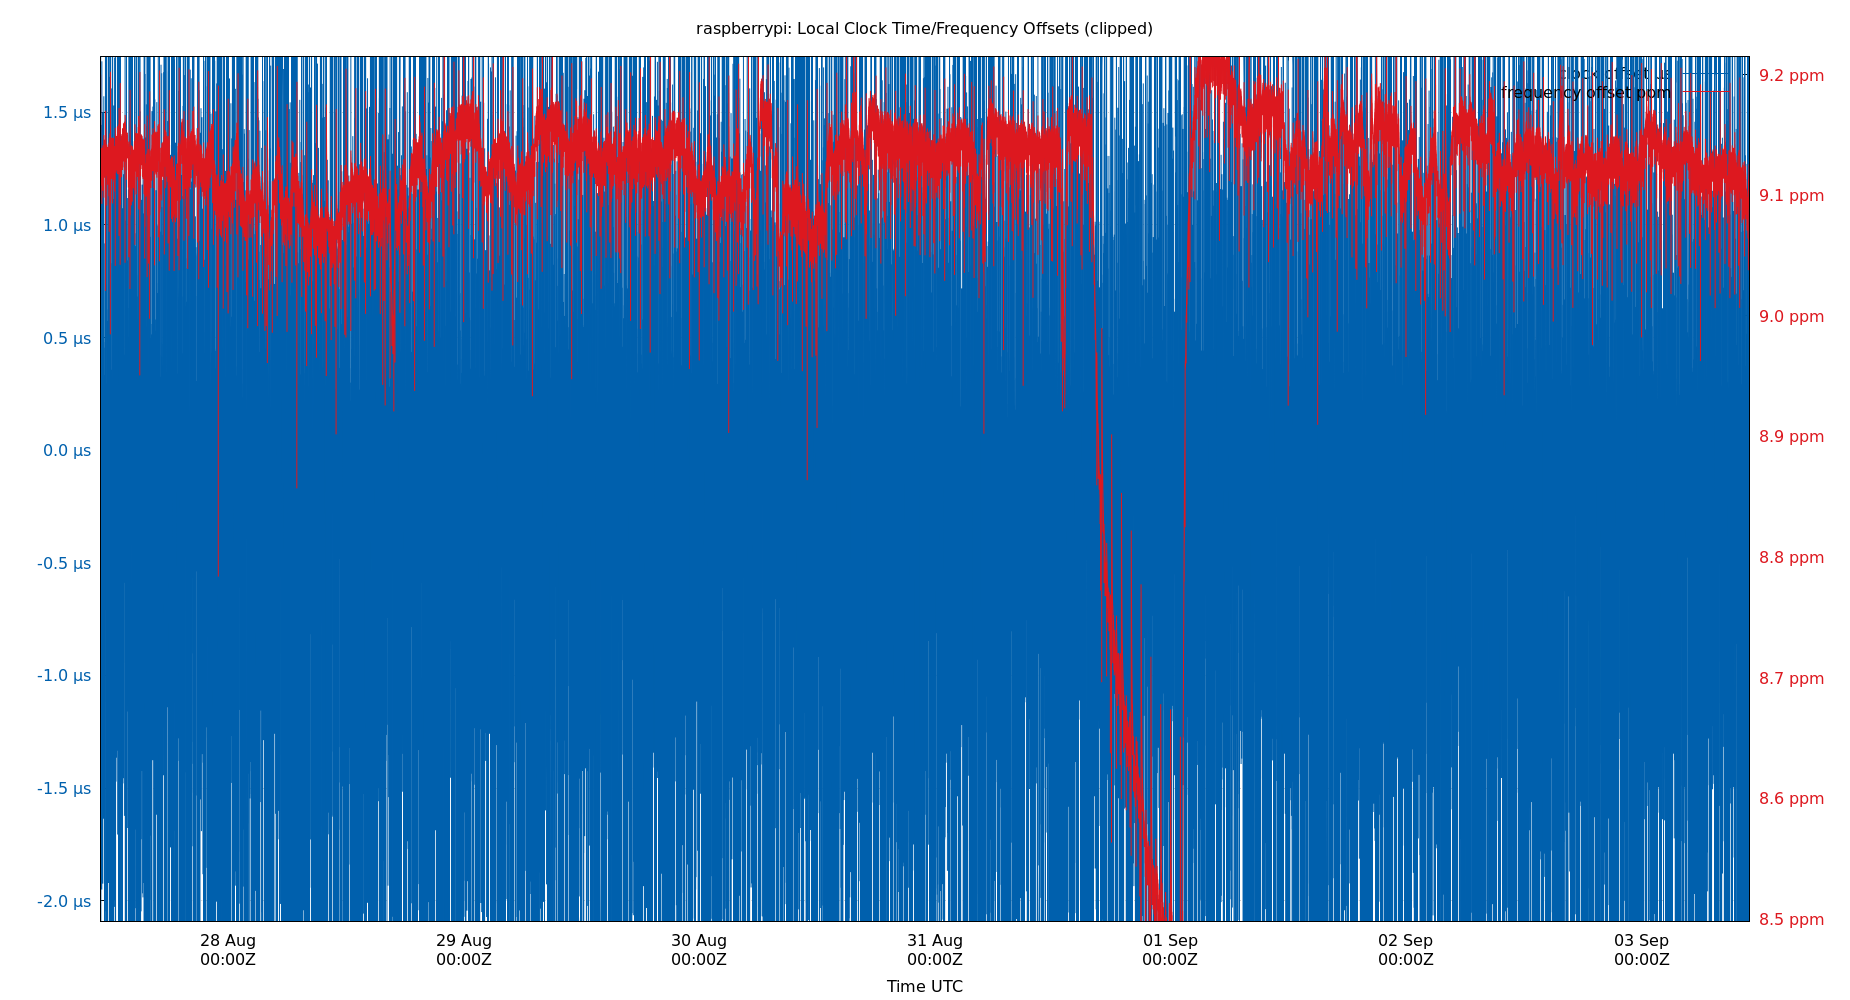 raspberrypi: Local Clock Time/Frequency Offsets (clipped)
clock offset µs
frequency offset ppm
1.5 µs
1.0 µs
0.5 µs
0.0 µs
-0.5 µs
-1.0 µs
-1.5 µs
-2.0 µs
9.2 ppm
9.1 ppm
9.0 ppm
8.9 ppm
8.8 ppm
8.7 ppm
8.6 ppm
8.5 ppm
28 Aug
00:00Z
29 Aug
00:00Z
30 Aug
00:00Z
31 Aug
00:00Z
01 Sep
00:00Z
02 Sep
00:00Z
03 Sep
00:00Z
Time UTC